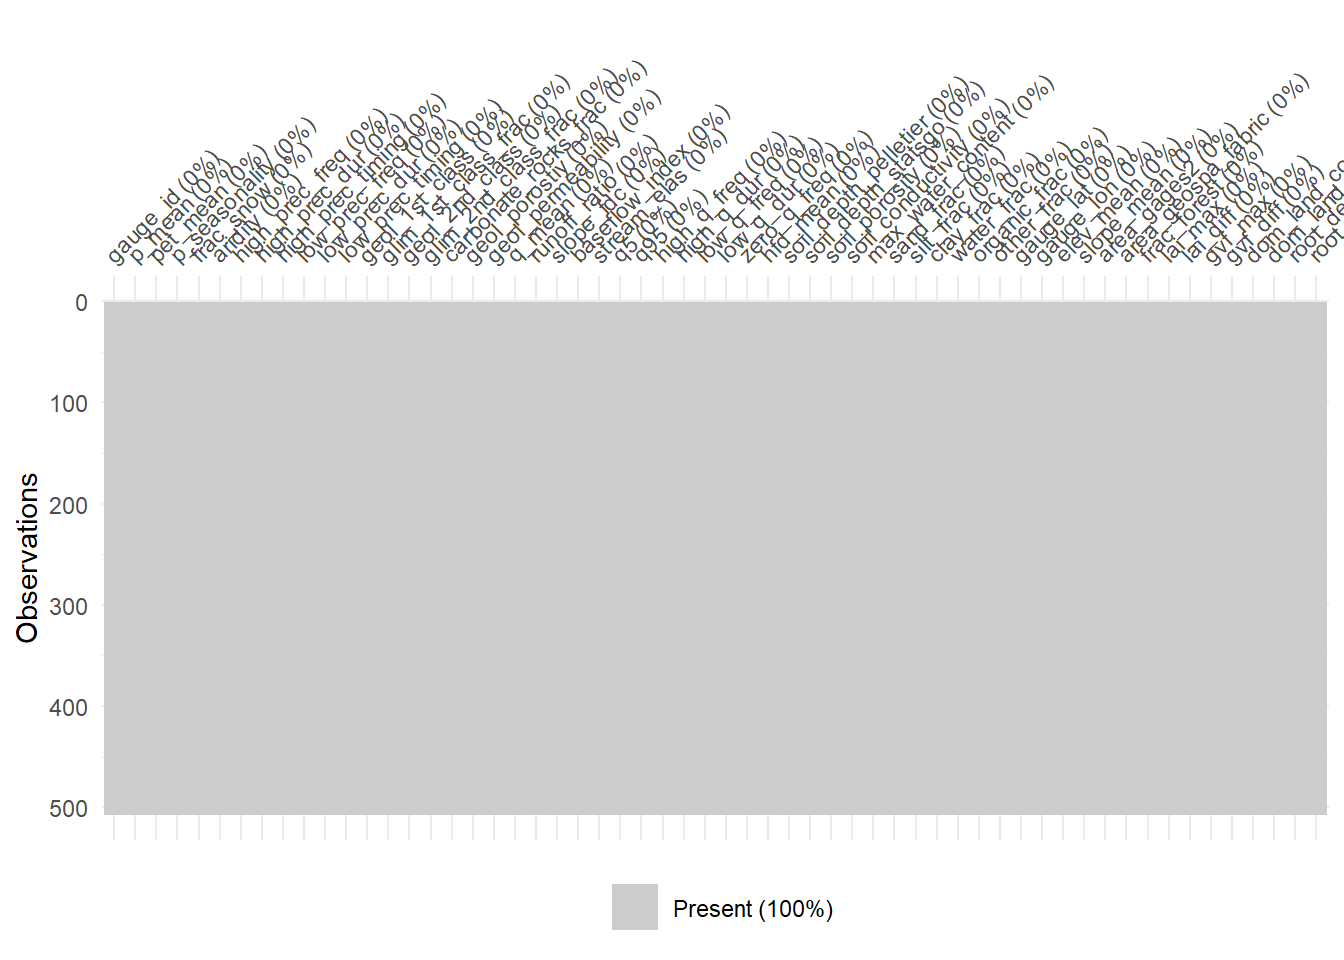 gauge_id (0%)
p_mean (0%)
pet_mean (0%)
p_seasonality (0%)
frac_snow (0%)
aridity (0%)
high_prec_freq (0%)
high_prec_dur (0%)
high_prec_timing (0%)
low_prec_freq (0%)
low_prec_dur (0%)
low_prec_timing (0%)
geol_1st_class (0%)
glim_1st_class_frac (0%)
geol_2nd_class (0%)
glim_2nd_class_frac (0%)
carbonate_rocks_frac (0%)
geol_porostiy (0%)
geol_permeability (0%)
q_mean (0%)
runoff_ratio (0%)
slope_fdc (0%)
baseflow_index (0%)
stream_elas (0%)
q5 (0%)
q95 (0%)
high_q_freq (0%)
high_q_dur (0%)
low_q_freq (0%)
low_q_dur (0%)
zero_q_freq (0%)
hfd_mean (0%)
soil_depth_pelletier (0%)
soil_depth_statsgo (0%)
soil_porosity (0%)
soil_conductivity (0%)
max_water_content (0%)
sand_frac (0%)
silt_frac (0%)
clay_frac (0%)
water_frac (0%)
organic_frac (0%)
other_frac (0%)
gauge_lat (0%)
gauge_lon (0%)
elev_mean (0%)
slope_mean (0%)
area_gages2 (0%)
area_geospa_fabric (0%)
frac_forest (0%)
lai_max (0%)
lai_diff (0%)
gvf_max (0%)
gvf_diff (0%)
dom_land_c
dom_land
root_
root
0
100
200
300
400
500
Observations
Present (100%)